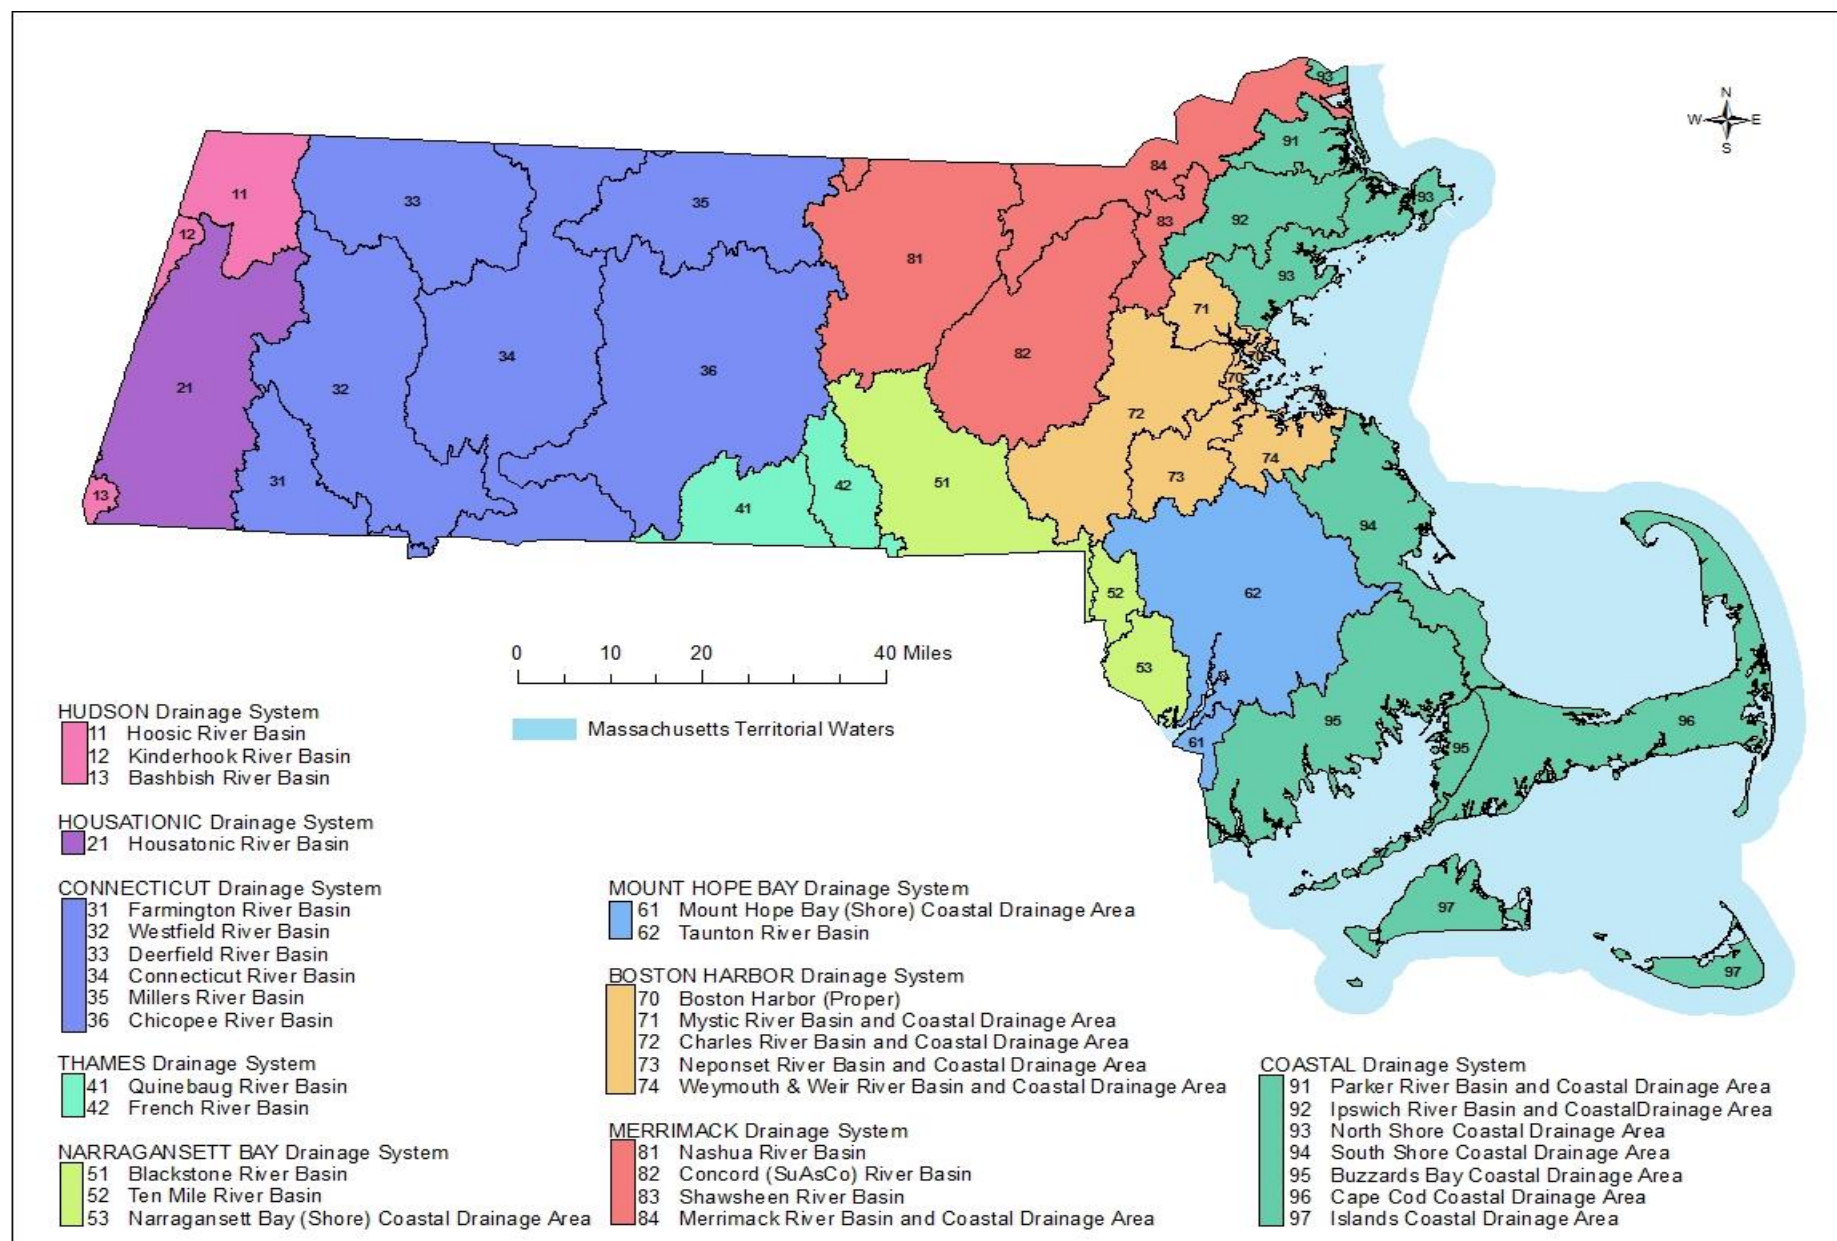 N
W E
S
93
91
84
11
33
35
93
83
92
12
81
93
71
82
34
36
70
21
32
70
72
74
73
31
51
42
13
41
94
52
62
53
0 10 20 40 Miles
Massachusetts Territorial Waters
95
96
61
95
97
97
HUDSON Drainage System
11 Hoosic River Basin
12 Kinderhook River Basin
13 Bashbish River Basin
HOUSATONIC Drainage System
21 Housatonic River Basin
CONNECTICUT Drainage System
31 Farmington River Basin
32 Westfield River Basin
33 Deerfield River Basin
34 Connecticut River Basin
35 Millers River Basin
36 Chicopee River Basin
THAMES Drainage System
41 Quinebaug River Basin
42 French River Basin
NARRAGANSETT BAY Drainage System
51 Blackstone River Basin
52 Ten Mile River Basin
53 Narragansett Bay (Shore) Coastal Drainage Area
MOUNT HOPE BAY Drainage System
61 Mount Hope Bay (Shore) Coastal Drainage Area
62 Taunton River Basin
BOSTON HARBOR Drainage System
70 Boston Harbor (Proper)
71 Mystic River Basin and Coastal Drainage Area
72 Charles River Basin and Coastal Drainage Area
73 Neponset River Basin and Coastal Drainage Area
74 Weymouth & Weir River Basin and Coastal Drainage Area
MERRIMACK Drainage System
81 Nashua River Basin
82 Concord (SuAsCo) River Basin
83 Shawsheen River Basin
84 Merrimack River Basin and Coastal Drainage Area
COASTAL Drainage System
91 Parker River Basin and Coastal Drainage Area
92 Ipswich River Basin and CoastalDrainage Area
93 North Shore Coastal Drainage Area
94 South Shore Coastal Drainage Area
95 Buzzards Bay Coastal Drainage Area
96 Cape Cod Coastal Drainage Area
97 Islands Coastal Drainage Area